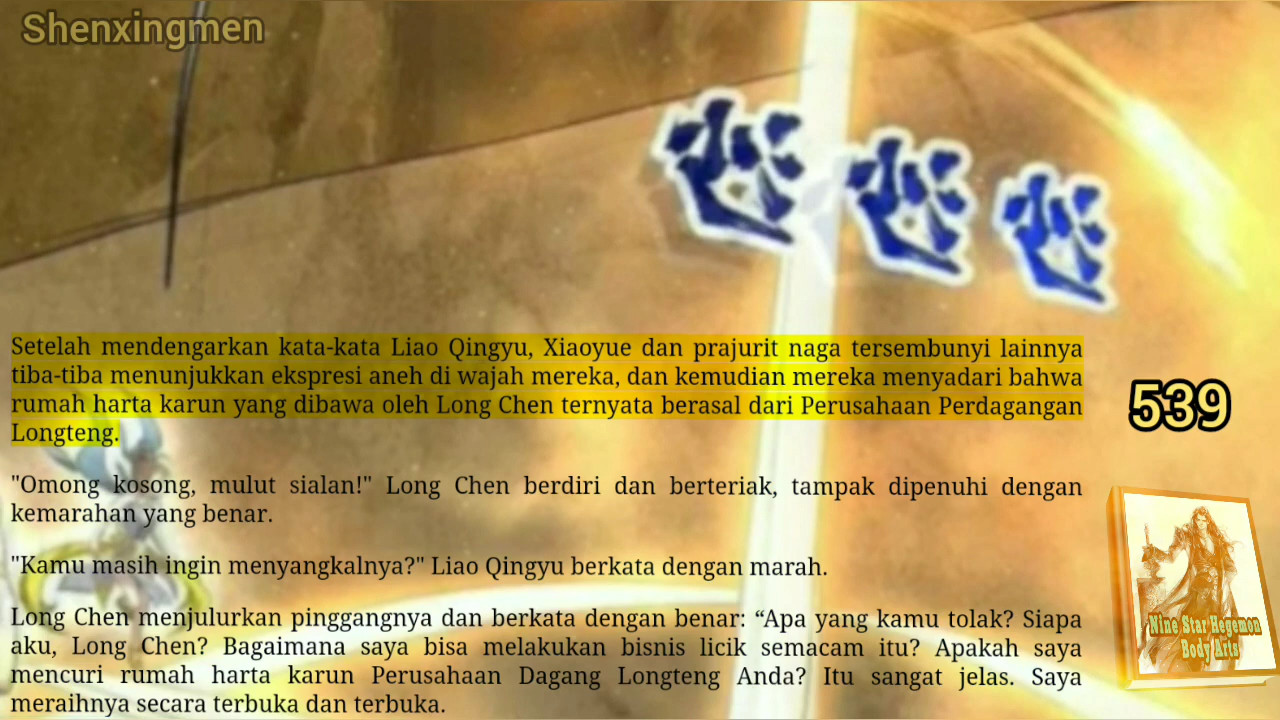 Shenxingmen
Setelah mendengarkan kata-kata Liao Qingyu, Xiaoyue dan prajurit naga tersembunyi lainnya
tiba-tiba menunjukkan ekspresi aneh di wajah mereka, dan kemudian mereka menyadari bahwa
rumah harta karun yang dibawa oleh Long Chen ternyata berasal dari Perusahaan Perdagangan
Longteng.
539
"Omong kosong, mulut sialan!" Long Chen berdiri dan berteriak, tampak dipenuhi dengan
kemarahan yang benar.
"Kamu masih ingin menyangkalnya?" Liao Qingyu berkata dengan marah.
Long Chen menjulurkan pinggangnya dan berkata dengan benar: “Apa yang kamu tolak? Siapa
aku, Long Chen? Bagaimana saya bisa melakukan bisnis licik semacam itu? Apakah saya
mencuri rumah harta karun Perusahaan Dagang Longteng Anda? Itu sangat jelas. Saya
meraihnya secara terbuka dan terbuka.
Nine Star Hegemon
Body Arts